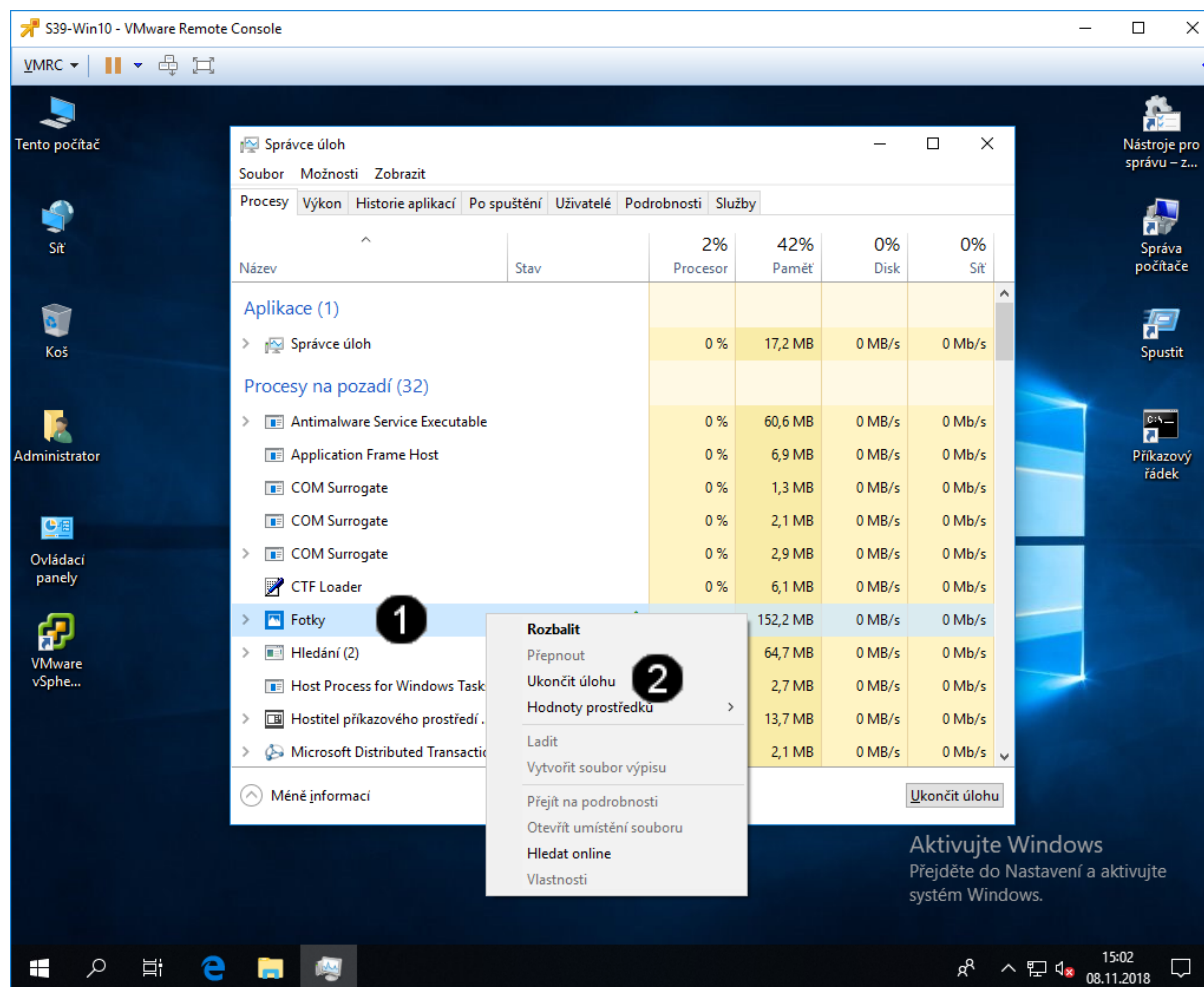 S39-Win10 - VMware Remote Console
VMRC
Tento počítač
Síť
Koš
Administrator
Ovládací
panely
VMware
vSphe...
Nástroje pro
správu – z...
Správa
počítače
Spustit
Příkazový
řádek
Správce úloh
Soubor Možnosti Zobrazit
Procesy Výkon Historie aplikací Po spuštění Uživatelé Podrobnosti Služby
2% 42% 0% 0%
Název Stav Procesor Paměť Disk Síť
Aplikace (1)
Správce úloh 0 % 17,2 MB 0 MB/s 0 Mb/s
Procesy na pozadí (32)
Antimalware Service Executable 0 % 60,6 MB 0 MB/s 0 Mb/s
Application Frame Host 0 % 6,9 MB 0 MB/s 0 Mb/s
COM Surrogate 0 % 1,3 MB 0 MB/s 0 Mb/s
COM Surrogate 0 % 2,1 MB 0 MB/s 0 Mb/s
COM Surrogate 0 % 2,9 MB 0 MB/s 0 Mb/s
CTF Loader 0 % 6,1 MB 0 MB/s 0 Mb/s
Fotky 1 152,2 MB 0 MB/s 0 Mb/s
Hledání (2) 64,7 MB 0 MB/s 0 Mb/s
Host Process for Windows Task 2,7 MB 0 MB/s 0 Mb/s
Hostitel příkazového prostředí . 13,7 MB 0 MB/s 0 Mb/s
Microsoft Distributed Transactio 2,1 MB 0 MB/s 0 Mb/s
Rozbalit
Přepnout
Ukončit úlohu 2
Hodnoty prostředku
Ladit
Vytvořit soubor výpisu
Přejít na podrobnosti
Otevřít umístění souboru
Hledat online
Vlastnosti
Méně informací
Ukončit úlohu
Aktivujte Windows
Přejděte do Nastavení a aktivujte
systém Windows.
15:02
08.11.2018